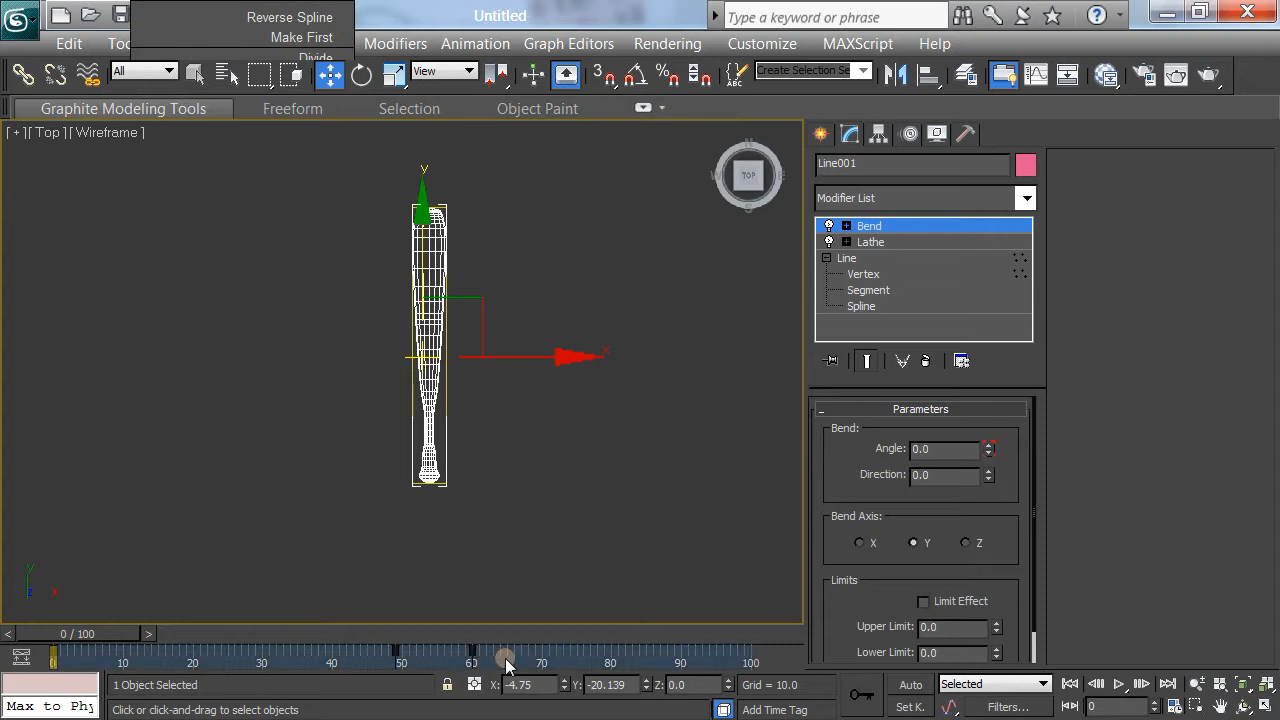 Reverse Spline
Make First
Divide
Untitled
Type a keyword or phrase
Edit
Modifiers
Animation
Graph Editors
Rendering
Customize
MAXScript
Help
All
View
Create Selection Se
Graphite Modeling Tools
Freeform
Selection
Object Paint
[ + ] [ Top ] [ Wireframe ]
TOP
y
x
Line001
Modifier List
Bend
Lathe
Line
Vertex
Segment
Spline
Parameters
Bend:
Angle: 0.0
Direction: 0.0
Bend Axis:
X Y Z
Limits
Limit Effect
Upper Limit: 0.0
Lower Limit: 0.0
y
z x
< 0 / 100 >
0 10 20 30 40 50 60 70 80 90 100
1 Object Selected
X: -4.75 Y: -20.139 Z: 0.0
Grid = 10.0
Auto
Selected
Max to Phy
Click or click-and-drag to select objects
Add Time Tag
Set K.
Filters...
0